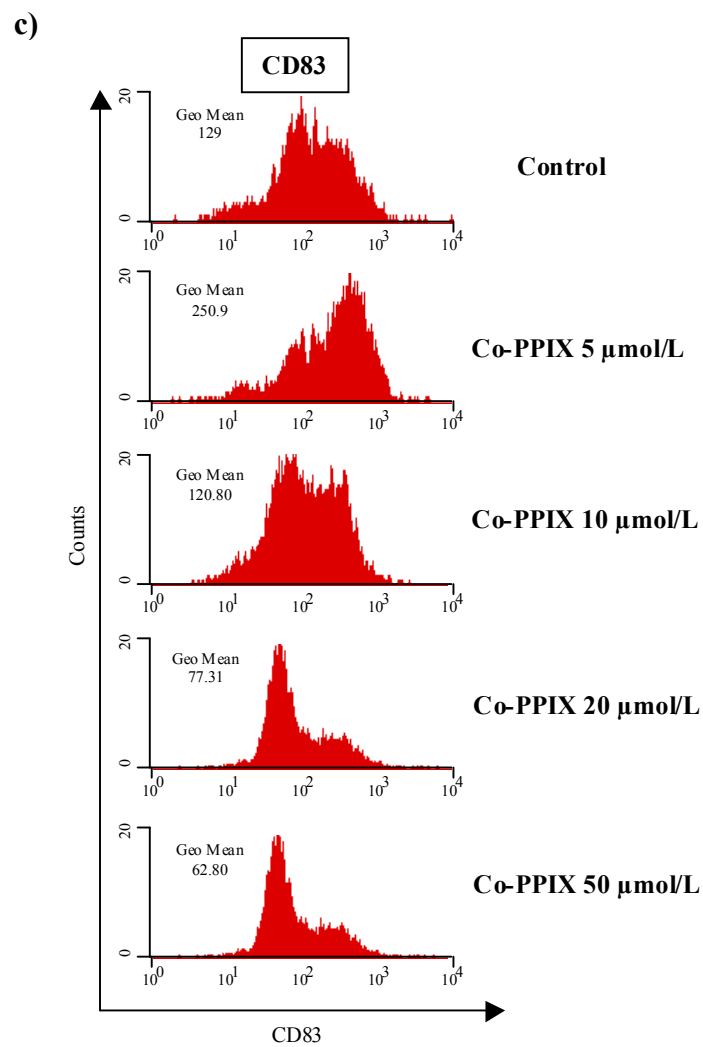 c)
CD83
20
Geo Mean
129
0
10^0 10^1 10^2 10^3 10^4
Control
20
Geo Mean
250.9
0
10^0 10^1 10^2 10^3 10^4
Co-PPIX 5 µmol/L
20
Geo Mean
120.80
0
10^0 10^1 10^2 10^3 10^4
Co-PPIX 10 µmol/L
20
Geo Mean
77.31
0
10^0 10^1 10^2 10^3 10^4
Co-PPIX 20 µmol/L
20
Geo Mean
62.80
0
10^0 10^1 10^2 10^3 10^4
Co-PPIX 50 µmol/L
Counts
CD83